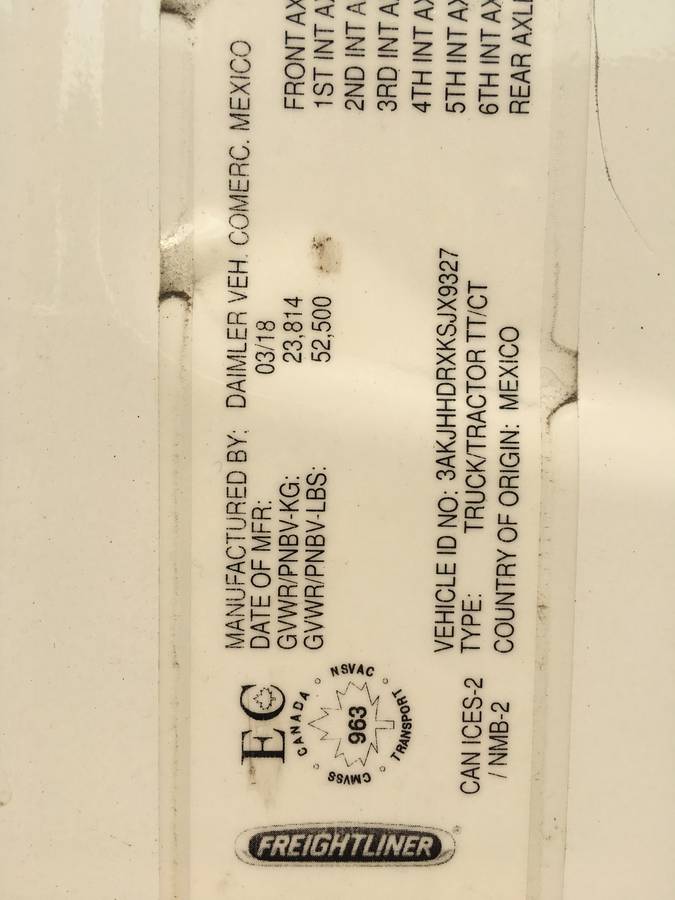 MANUFACTURED BY: DAIMLER VEH. COMERC. MEXICO
DATE OF MFR: 03/18
GVWR/PNBV-KG: 23,814
GVWR/PNBV-LBS: 52,500
FRONT AX
1ST INT A
2ND INT A
3RD INT A
4TH INT AX
5TH INT AX
6TH INT AX
REAR AXL
VEHICLE ID NO: 3AKJHHDRXKSJX9327
TYPE: TRUCK/TRACTOR TT/CT
COUNTRY OF ORIGIN: MEXICO
EC
CANADA NSVAC
963
CMVSS TRANSPORT
CAN ICES-2
/ NMB-2
FREIGHTLINER